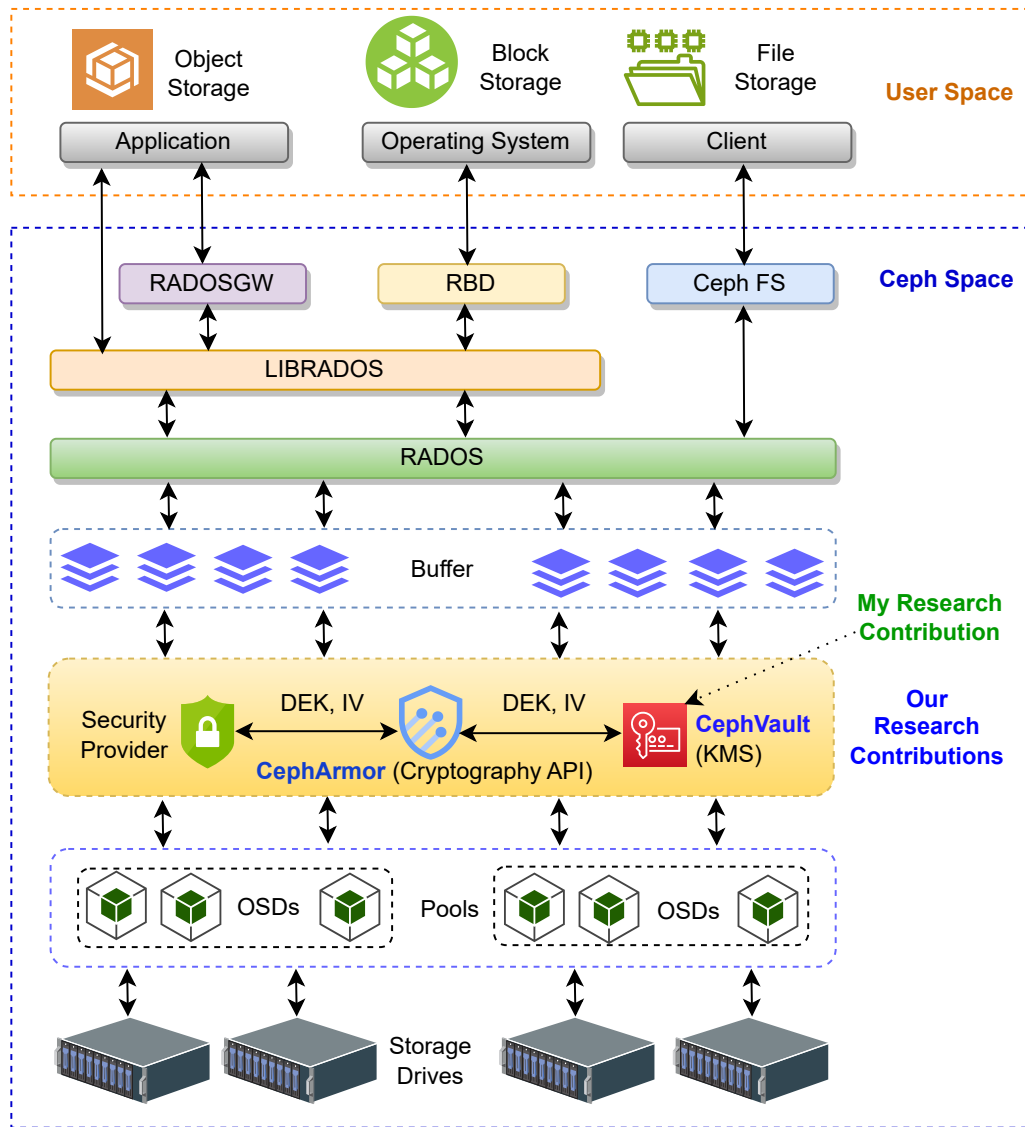 Object
Storage
Block
Storage
File
Storage
User Space
Application
Operating System
Client
RADOSGW
RBD
Ceph FS
Ceph Space
LIBRADOS
RADOS
Buffer
My Research
Contribution
Security
Provider
DEK, IV
DEK, IV
CephVault
(KMS)
CephArmor (Cryptography API)
Our
Research
Contributions
OSDs
Pools
OSDs
Storage
Drives